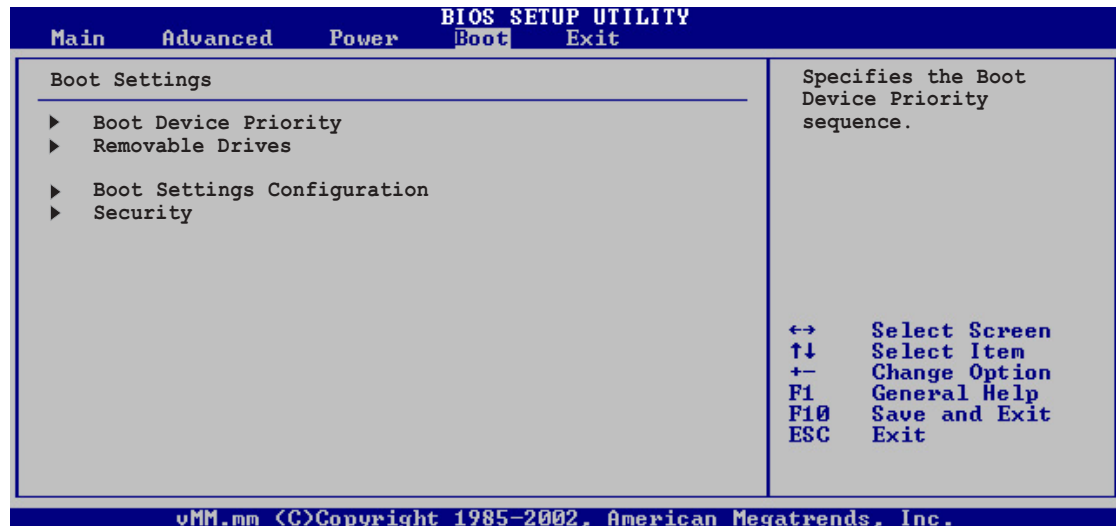 BIOS SETUP UTILITY
Main Advanced Power Boot Exit
Boot Settings
Boot Device Priority
Removable Drives
Boot Settings Configuration
Security
Specifies the Boot
Device Priority
sequence.
←→ Select Screen
↑↓ Select Item
+- Change Option
F1 General Help
F10 Save and Exit
ESC Exit
vMM.mm (C)Copyright 1985-2002, American Megatrends, Inc.